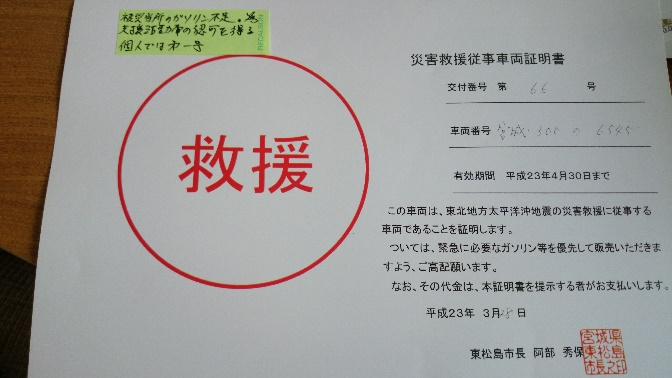 被災当所のガソリン不足、
支援活動車の認可を得る
個人では第一号
救援
災害救援従事車両証明書
交付番号 第 66 号
車両番号 宮城 305 の 6545
有効期間 平成23年4月30日まで
この車両は、東北地方太平洋沖地震の災害救援に従事する
車両であることを証明します。
ついては、緊急に必要なガソリン等を優先して販売いただきま
すよう、ご高配願います。
なお、その代金は、本証明書を提示する者がお支払いします。
平成23年 3月28日
東松島市長 阿部 秀保
宮城県
東松島
市長之印